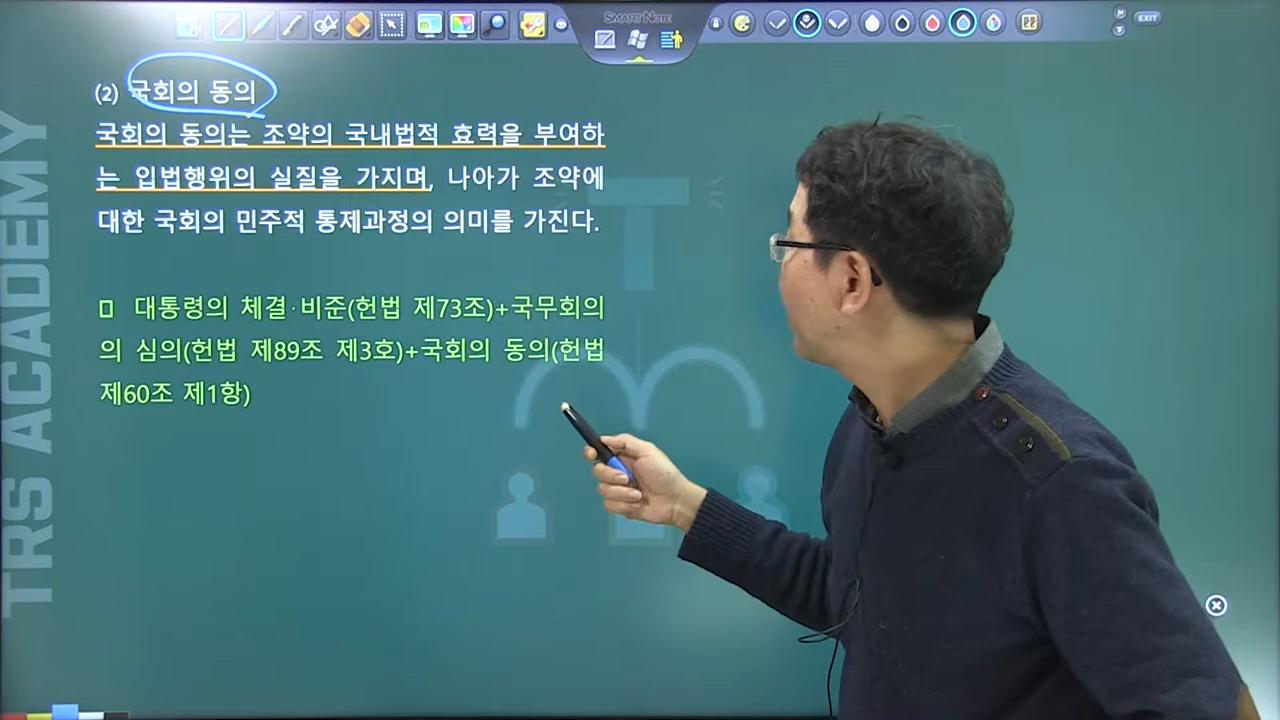 SMART NOTE
EXIT
(2) 국회의 동의
국회의 동의는 조약의 국내법적 효력을 부여하
는 입법행위의 실질을 가지며, 나아가 조약에
대한 국회의 민주적 통제과정의 의미를 가진다.
대통령의 체결·비준(헌법 제73조)+국무회의
의 심의(헌법 제89조 제3호)+국회의 동의(헌법
제60조 제1항)
TRS ACADEMY